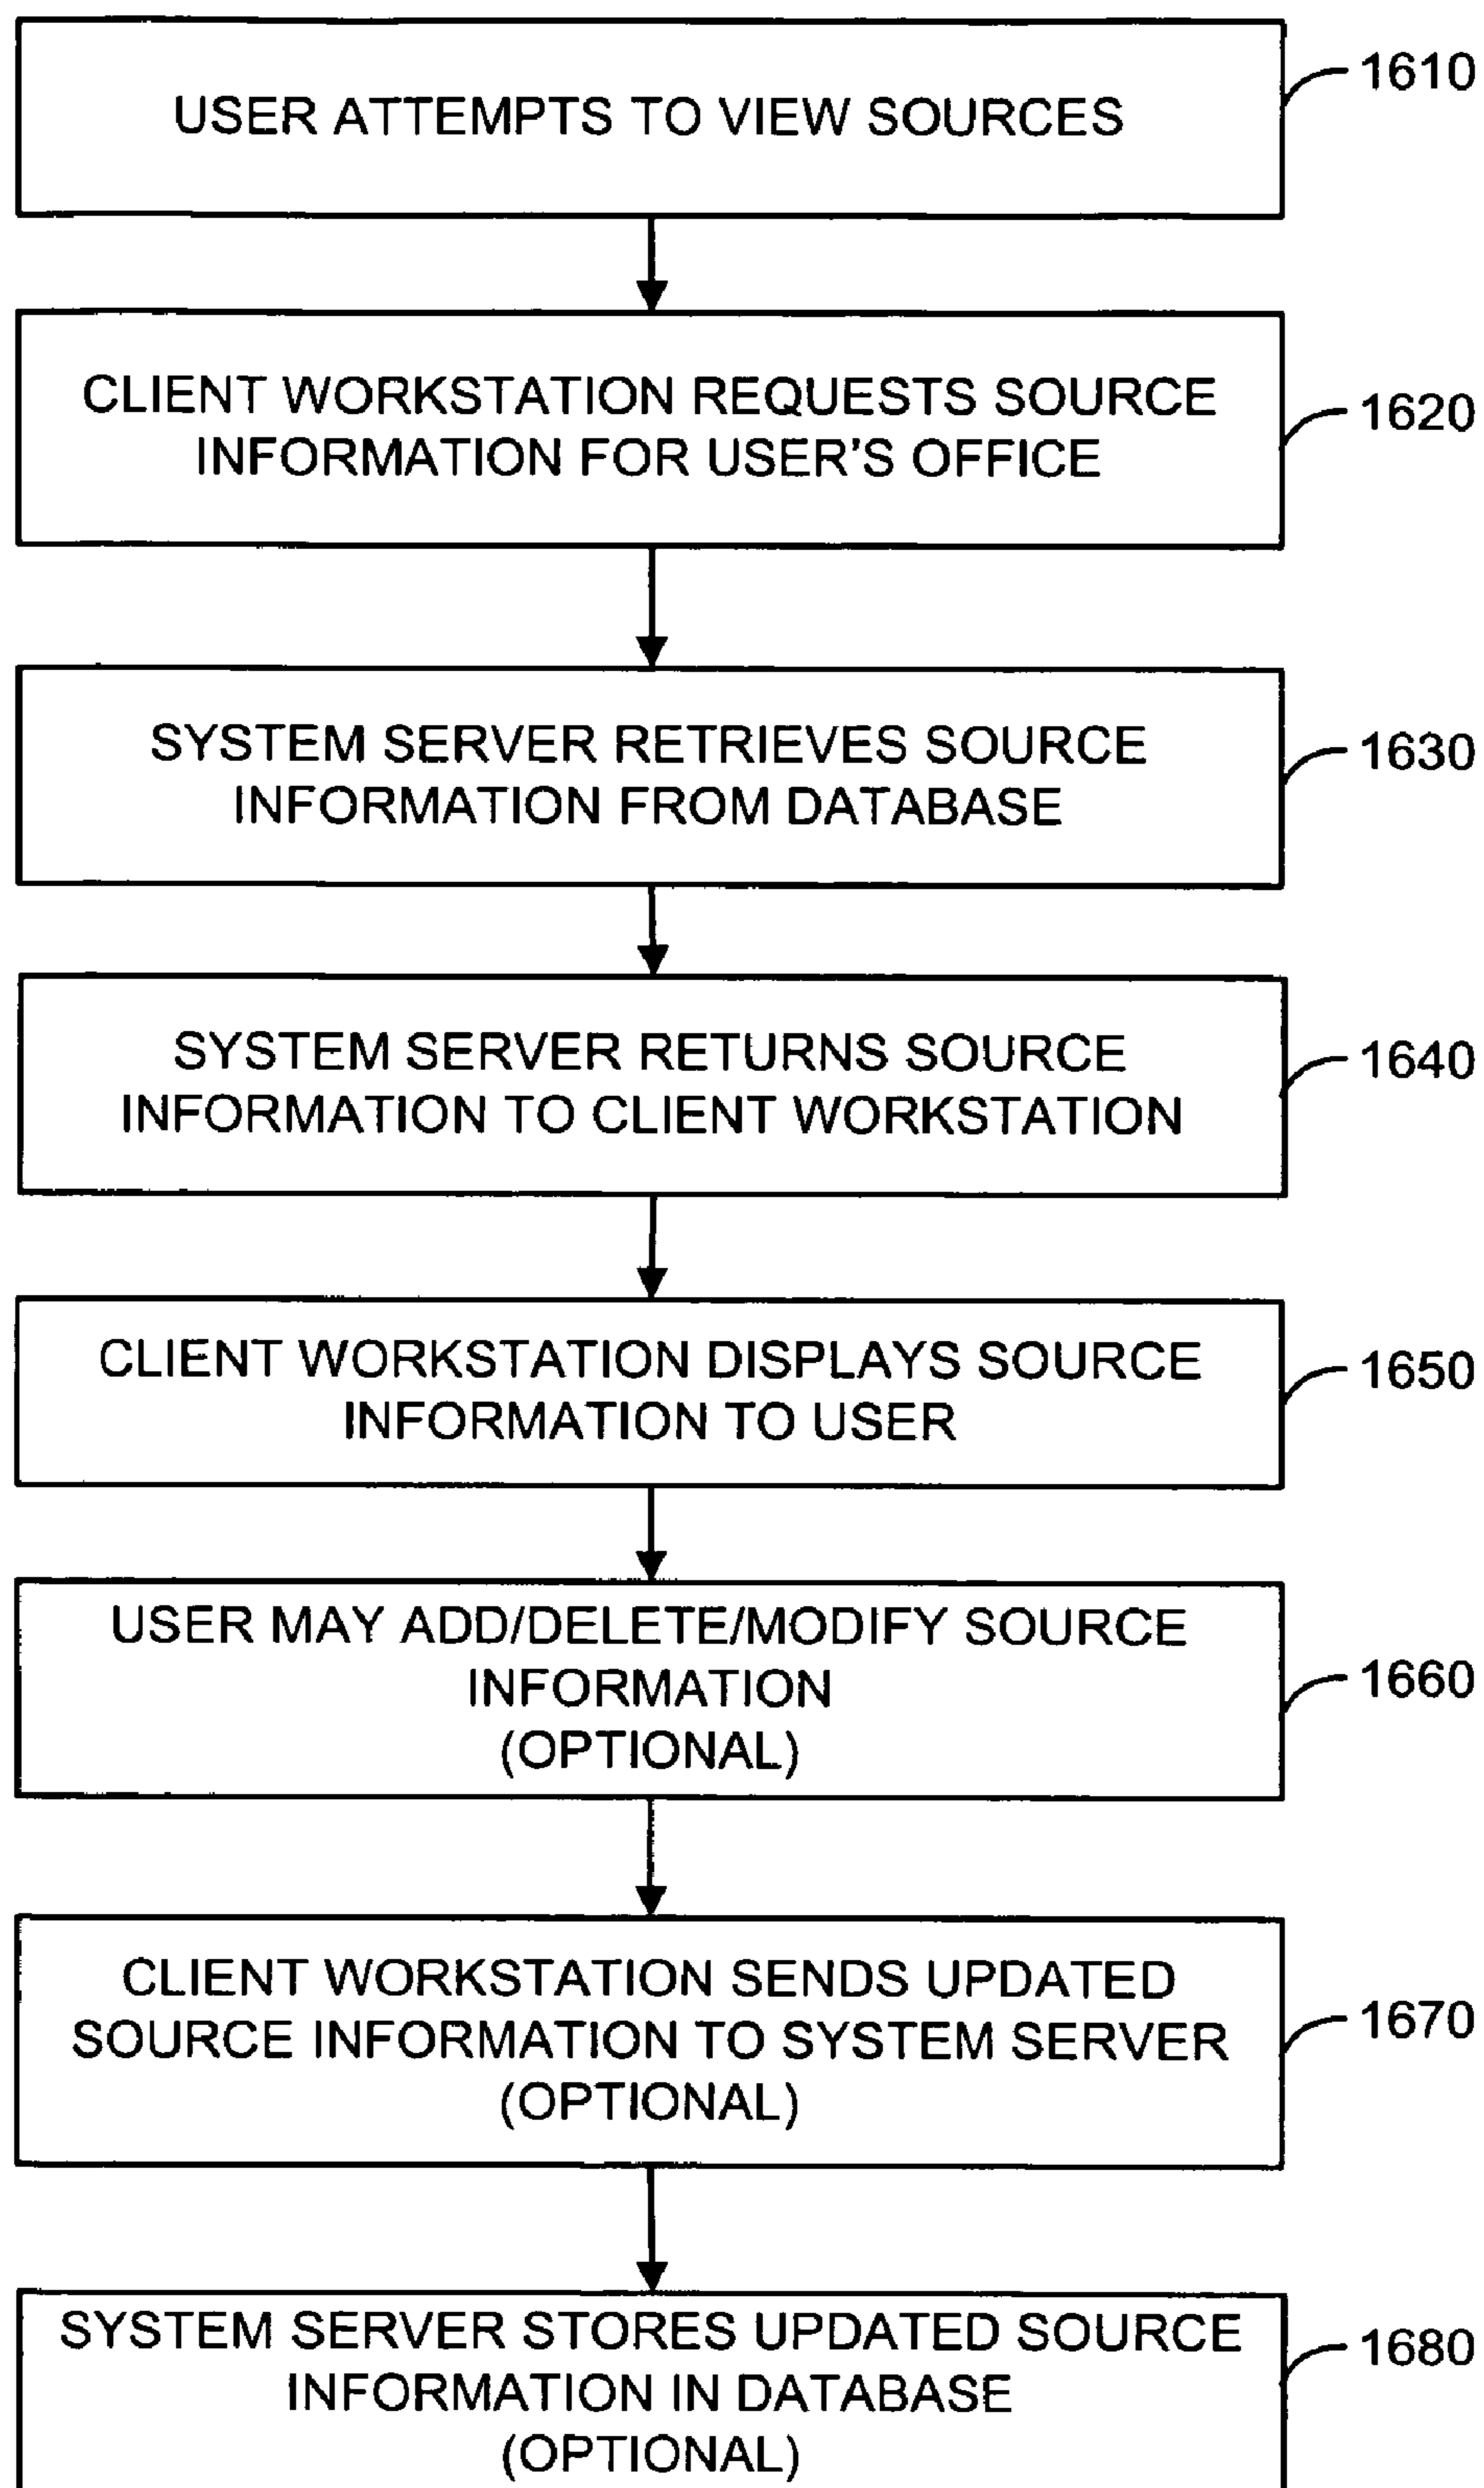 USER ATTEMPTS TO VIEW SOURCES
1610
CLIENT WORKSTATION REQUESTS SOURCE
INFORMATION FOR USER'S OFFICE
1620
SYSTEM SERVER RETRIEVES SOURCE
INFORMATION FROM DATABASE
1630
SYSTEM SERVER RETURNS SOURCE
INFORMATION TO CLIENT WORKSTATION
1640
CLIENT WORKSTATION DISPLAYS SOURCE
INFORMATION TO USER
1650
USER MAY ADD/DELETE/MODIFY SOURCE
INFORMATION
(OPTIONAL)
1660
CLIENT WORKSTATION SENDS UPDATED
SOURCE INFORMATION TO SYSTEM SERVER
(OPTIONAL)
1670
SYSTEM SERVER STORES UPDATED SOURCE
INFORMATION IN DATABASE
(OPTIONAL)
1680